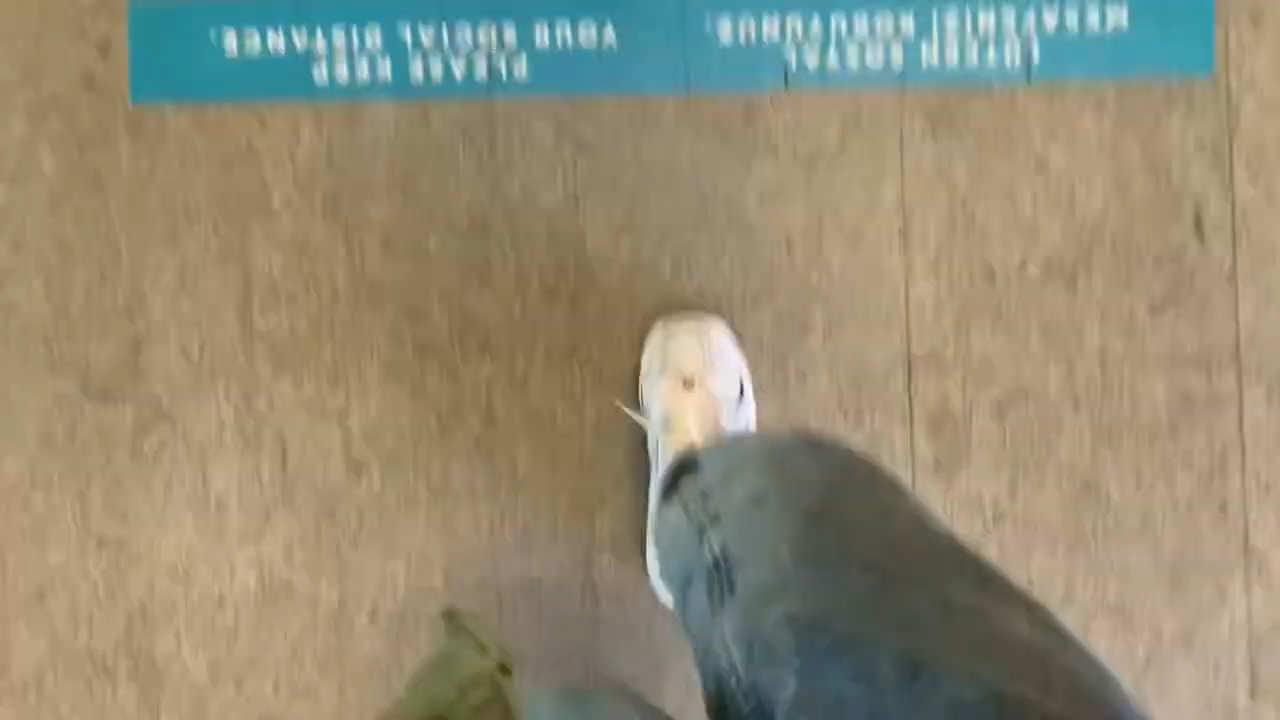 LÜTFEN SOSYAL
MESAFENİZİ KORUYUNUZ.
PLEASE KEEP
YOUR SOCIAL DISTANCE.